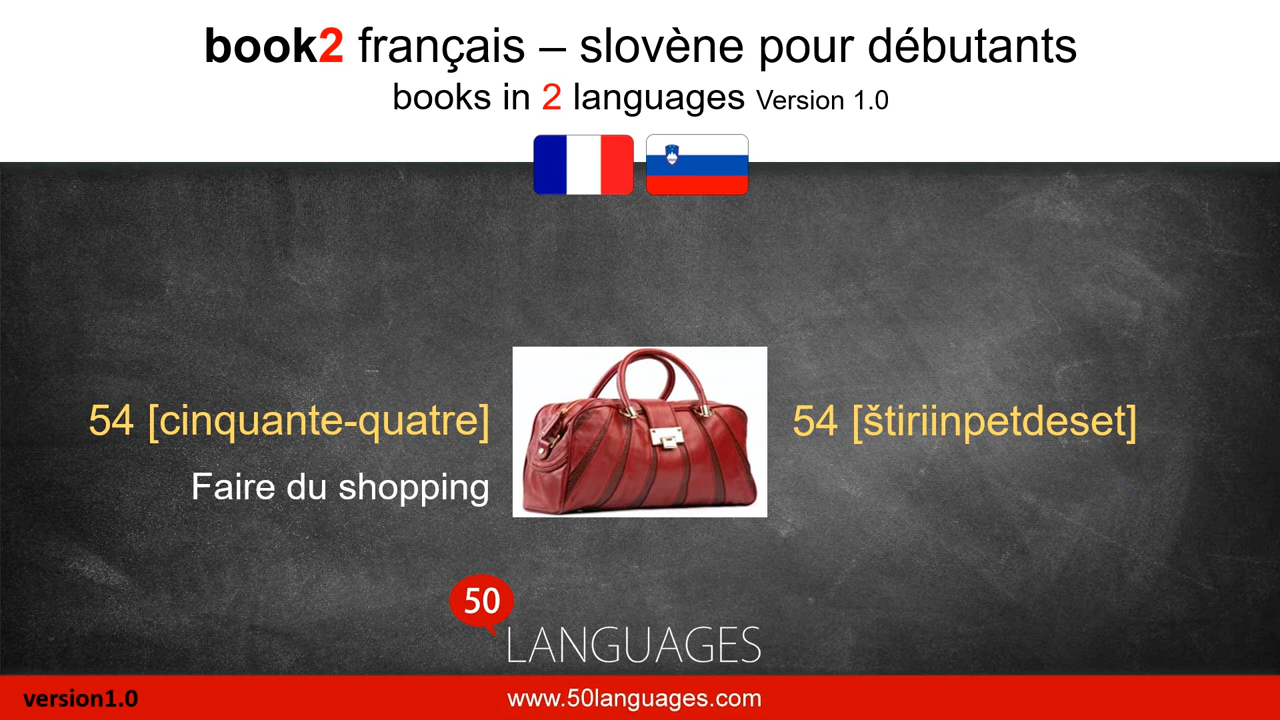 book2 français – slovène pour débutants
books in 2 languages Version 1.0
54 [cinquante-quatre]
54 [štiriinpetdeset]
Faire du shopping
50
LANGUAGES
version1.0
www.50languages.com